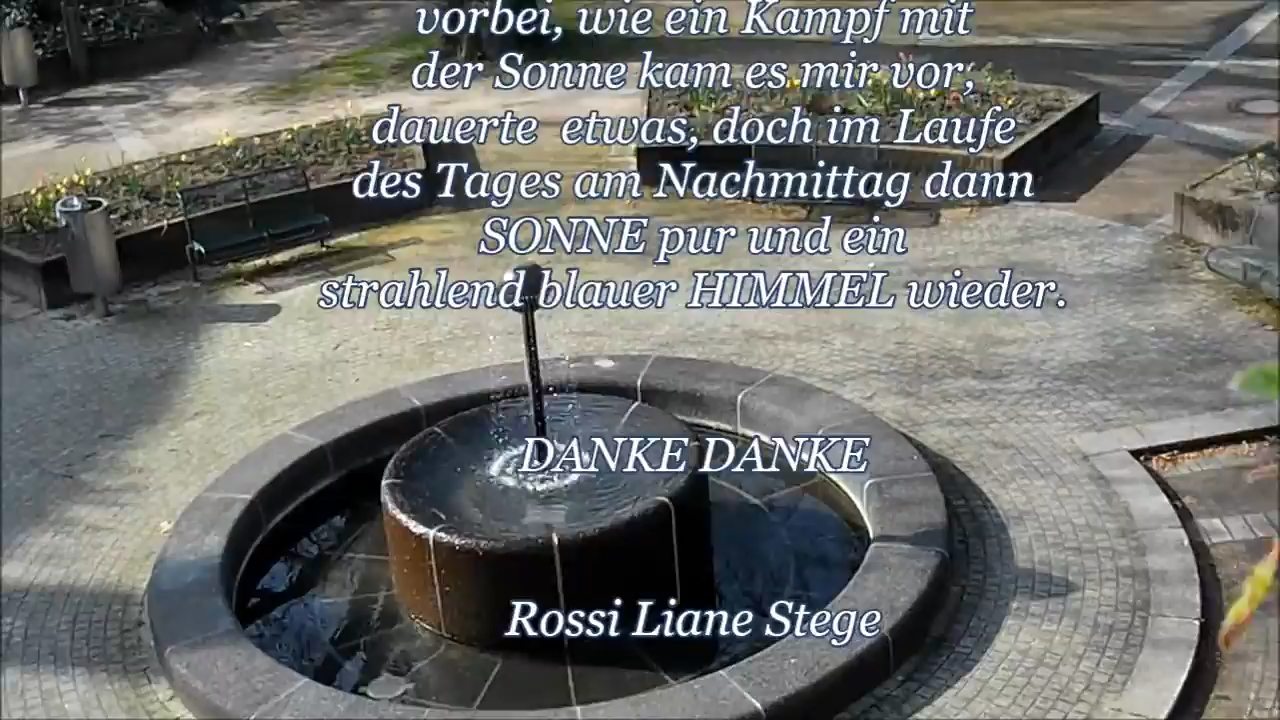 vorbei, wie ein Kampf mit
der Sonne kam es mir vor,
dauerte etwas, doch im Laufe
des Tages am Nachmittag dann
SONNE pur und ein
strahlend blauer HIMMEL wieder.
DANKE DANKE
Rossi Liane Stege